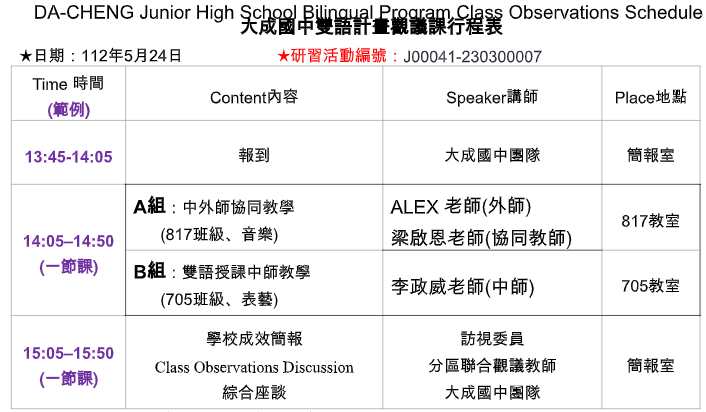 DA-CHENG Junior High School Bilingual Program Class Observations Schedule
大成國中雙語計畫觀議課行程表
★日期：112年5月24日 ★研習活動編號：J00041-230300007
Time 時間
(範例)
Content內容
Speaker講師
Place地點
13:45-14:05
報到
大成國中團隊
簡報室
14:05–14:50
(一節課)
A組：中外師協同教學
(817班級、音樂)
ALEX 老師(外師)
梁啟恩老師(協同教師)
817教室
B組：雙語授課中師教學
(705班級、表藝)
李政威老師(中師)
705教室
15:05–15:50
(一節課)
學校成效簡報
Class Observations Discussion
綜合座談
訪視委員
分區聯合觀議教師
大成國中團隊
簡報室